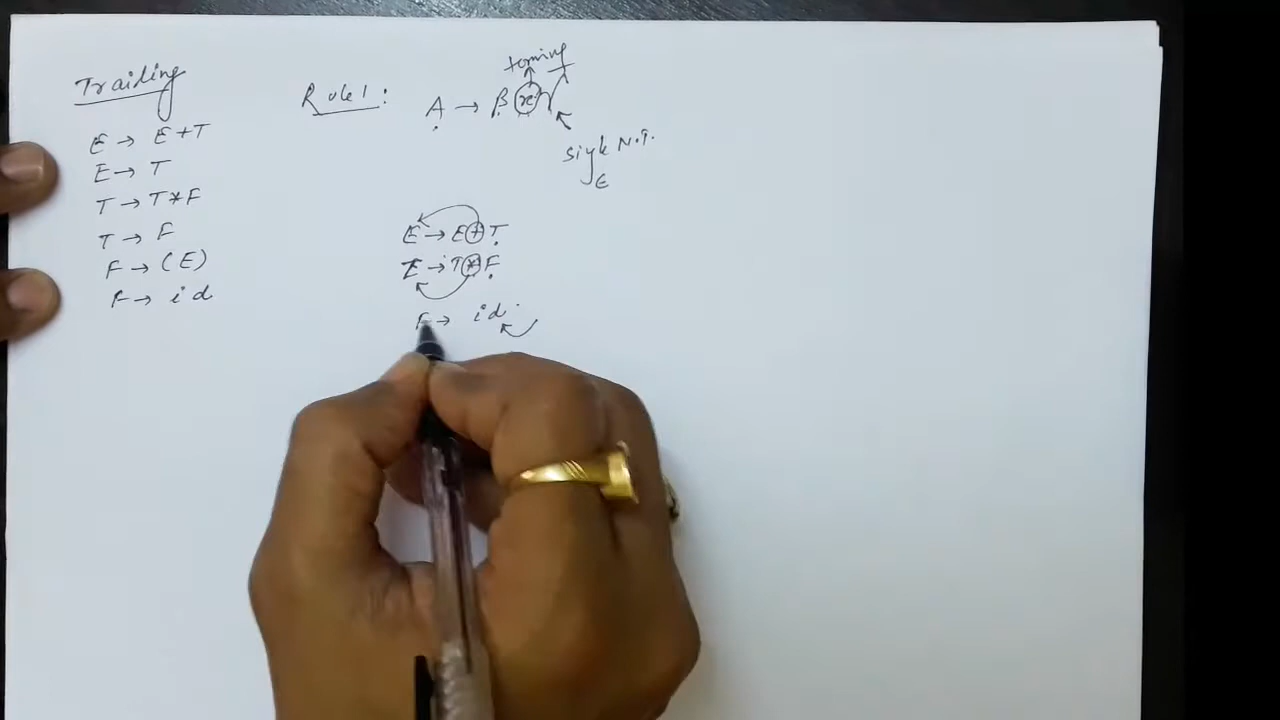 Trailing
E → E + T
E → T
T → T * F
T → F
F → (E)
F → id
Rule 1:
terminal
A → β x γ
Single N.T.
ε
E → E + T
T → T * F
F → id